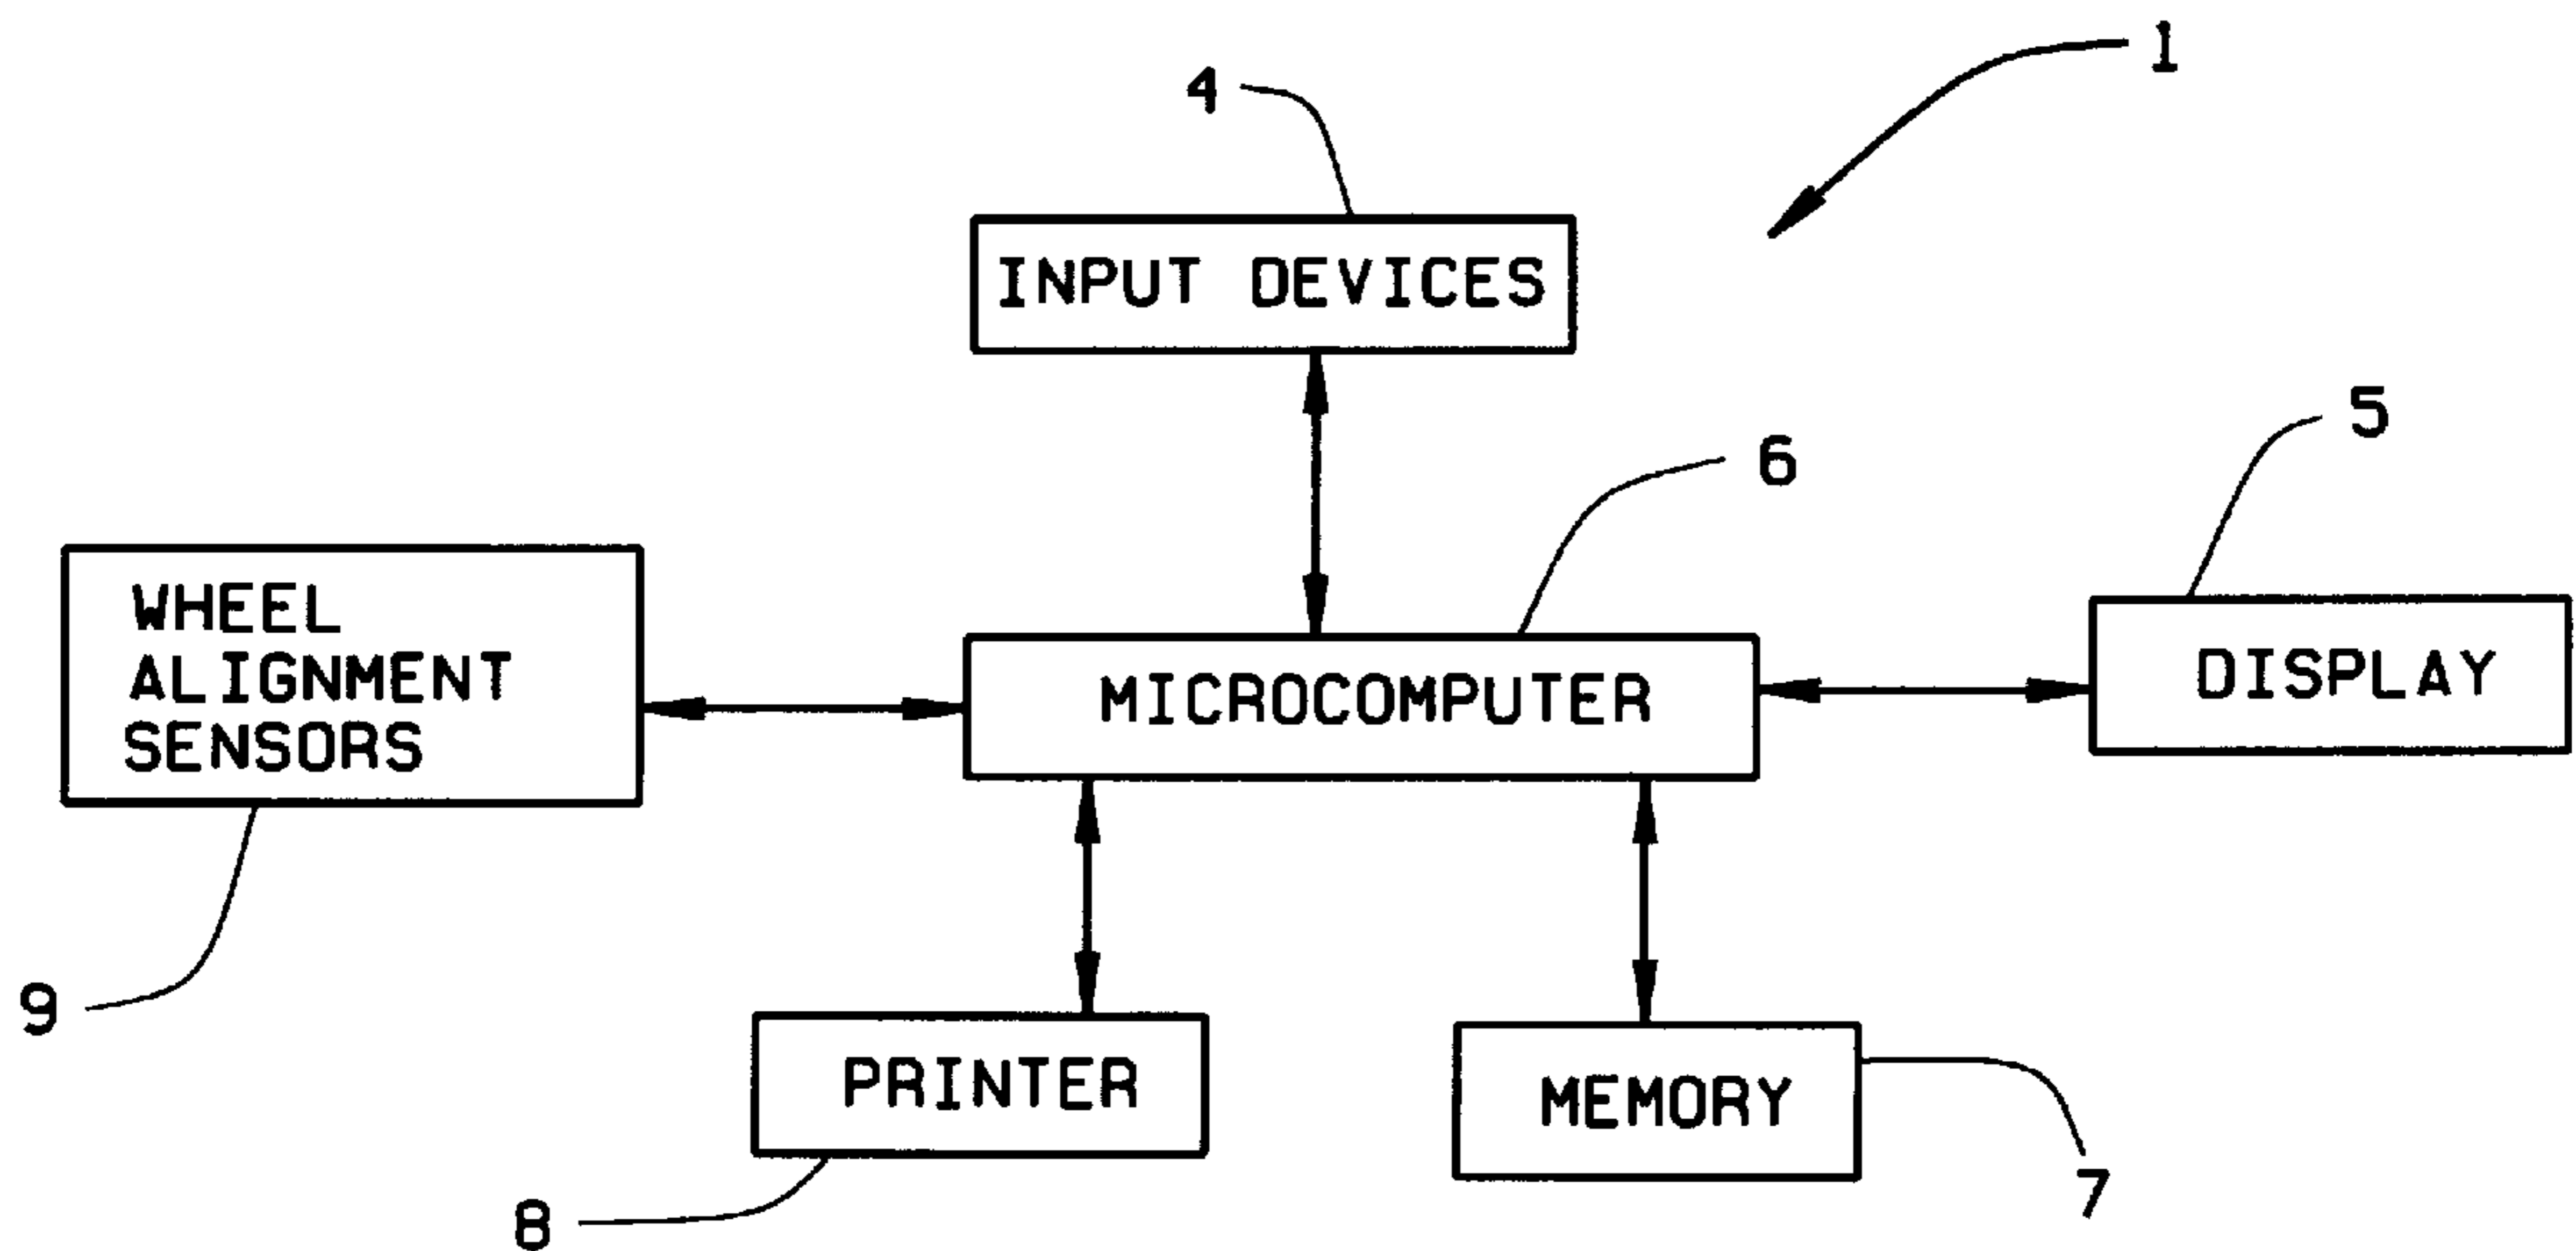 1
4
INPUT DEVICES
5
6
WHEEL
ALIGNMENT
SENSORS
MICROCOMPUTER
DISPLAY
9
PRINTER
MEMORY
8
7